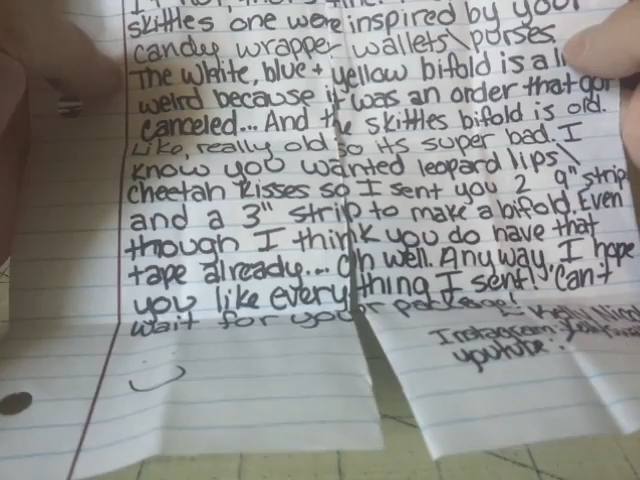 skittles one were inspired by your
candy wrapper wallets\purses
The white, blue + yellow bifold is all
weird because it was an order that got
canceled... And the skittles bifold is old.
Like, really old so its super bad. I
know you wanted leopard lips\
cheetah kisses so I sent you 2 9" strip
and a 3" strip to make a bifold. Even
though I think you do have that
tape already... Oh well. Anyway, I hope
you like everything I sent! Can't
wait for your package!
Kelly
Instagram:
youtube: